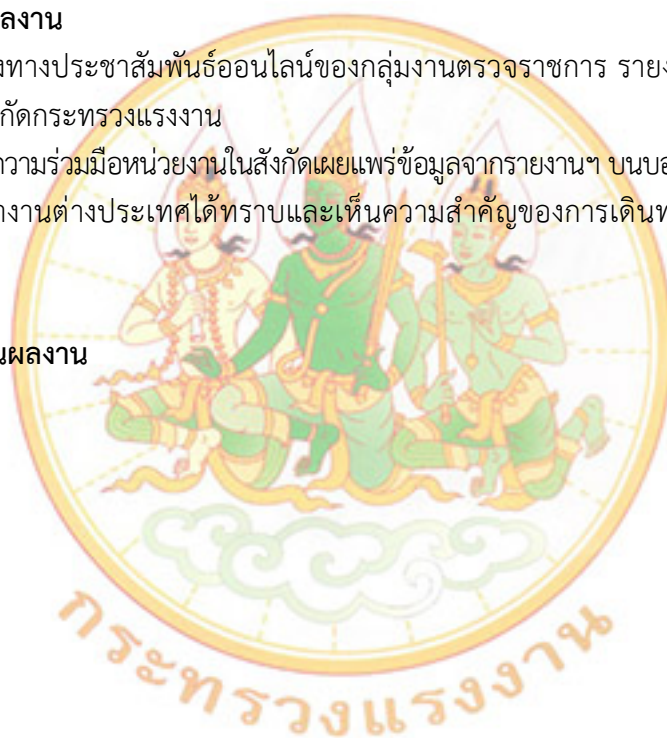 ลงาน
งทางประชาสัมพันธ์ออนไลน์ของกลุ่มงานตรวจราชการ ราย
กัดกระทรวงแรงงาน
ความร่วมมือหน่วยงานในสังกัดเผยแพร่ข้อมูลจากรายงานฯ บนบ
างานต่างประเทศได้ทราบและเห็นความสำคัญของการเดินท
นผลงาน
กระทรวงแรงงาน